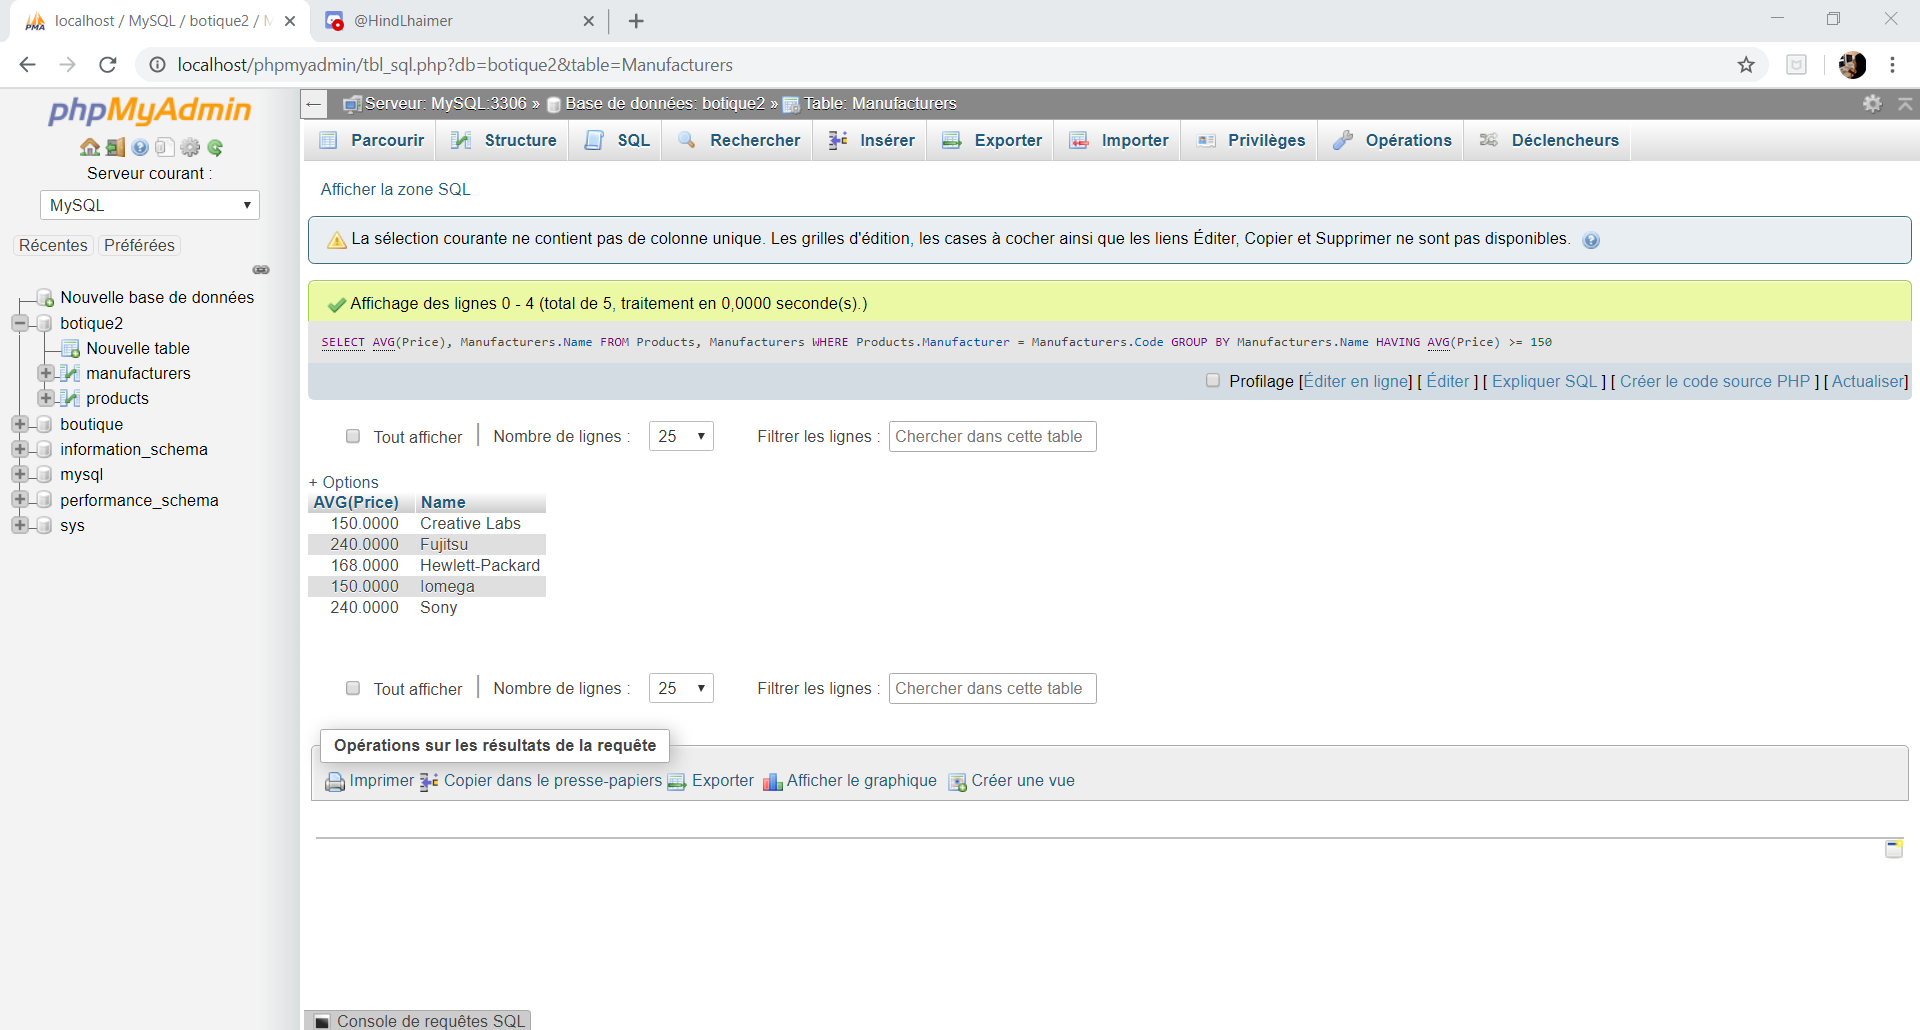 localhost / MySQL / botique2 /
@HindLhaimer
localhost/phpmyadmin/tbl_sql.php?db=botique2&table=Manufacturers
phpMyAdmin
Serveur courant :
MySQL
Récentes Préférées
Nouvelle base de données
botique2
Nouvelle table
manufacturers
products
boutique
information_schema
mysql
performance_schema
sys
Serveur: MySQL:3306 » Base de données: botique2 » Table: Manufacturers
Parcourir Structure SQL Rechercher Insérer Exporter Importer Privilèges Opérations Déclencheurs
Afficher la zone SQL
La sélection courante ne contient pas de colonne unique. Les grilles d'édition, les cases à cocher ainsi que les liens Éditer, Copier et Supprimer ne sont pas disponibles.
Affichage des lignes 0 - 4 (total de 5, traitement en 0,0000 seconde(s).)
SELECT AVG(Price), Manufacturers.Name FROM Products, Manufacturers WHERE Products.Manufacturer = Manufacturers.Code GROUP BY Manufacturers.Name HAVING AVG(Price) >= 150
Profilage [Éditer en ligne] [ Éditer ] [ Expliquer SQL ] [ Créer le code source PHP ] [ Actualiser]
Tout afficher Nombre de lignes : 25 Filtrer les lignes : Chercher dans cette table
+ Options
AVG(Price) Name
150.0000 Creative Labs
240.0000 Fujitsu
168.0000 Hewlett-Packard
150.0000 Iomega
240.0000 Sony
Tout afficher Nombre de lignes : 25 Filtrer les lignes : Chercher dans cette table
Opérations sur les résultats de la requête
Imprimer Copier dans le presse-papiers Exporter Afficher le graphique Créer une vue
Console de requêtes SQL